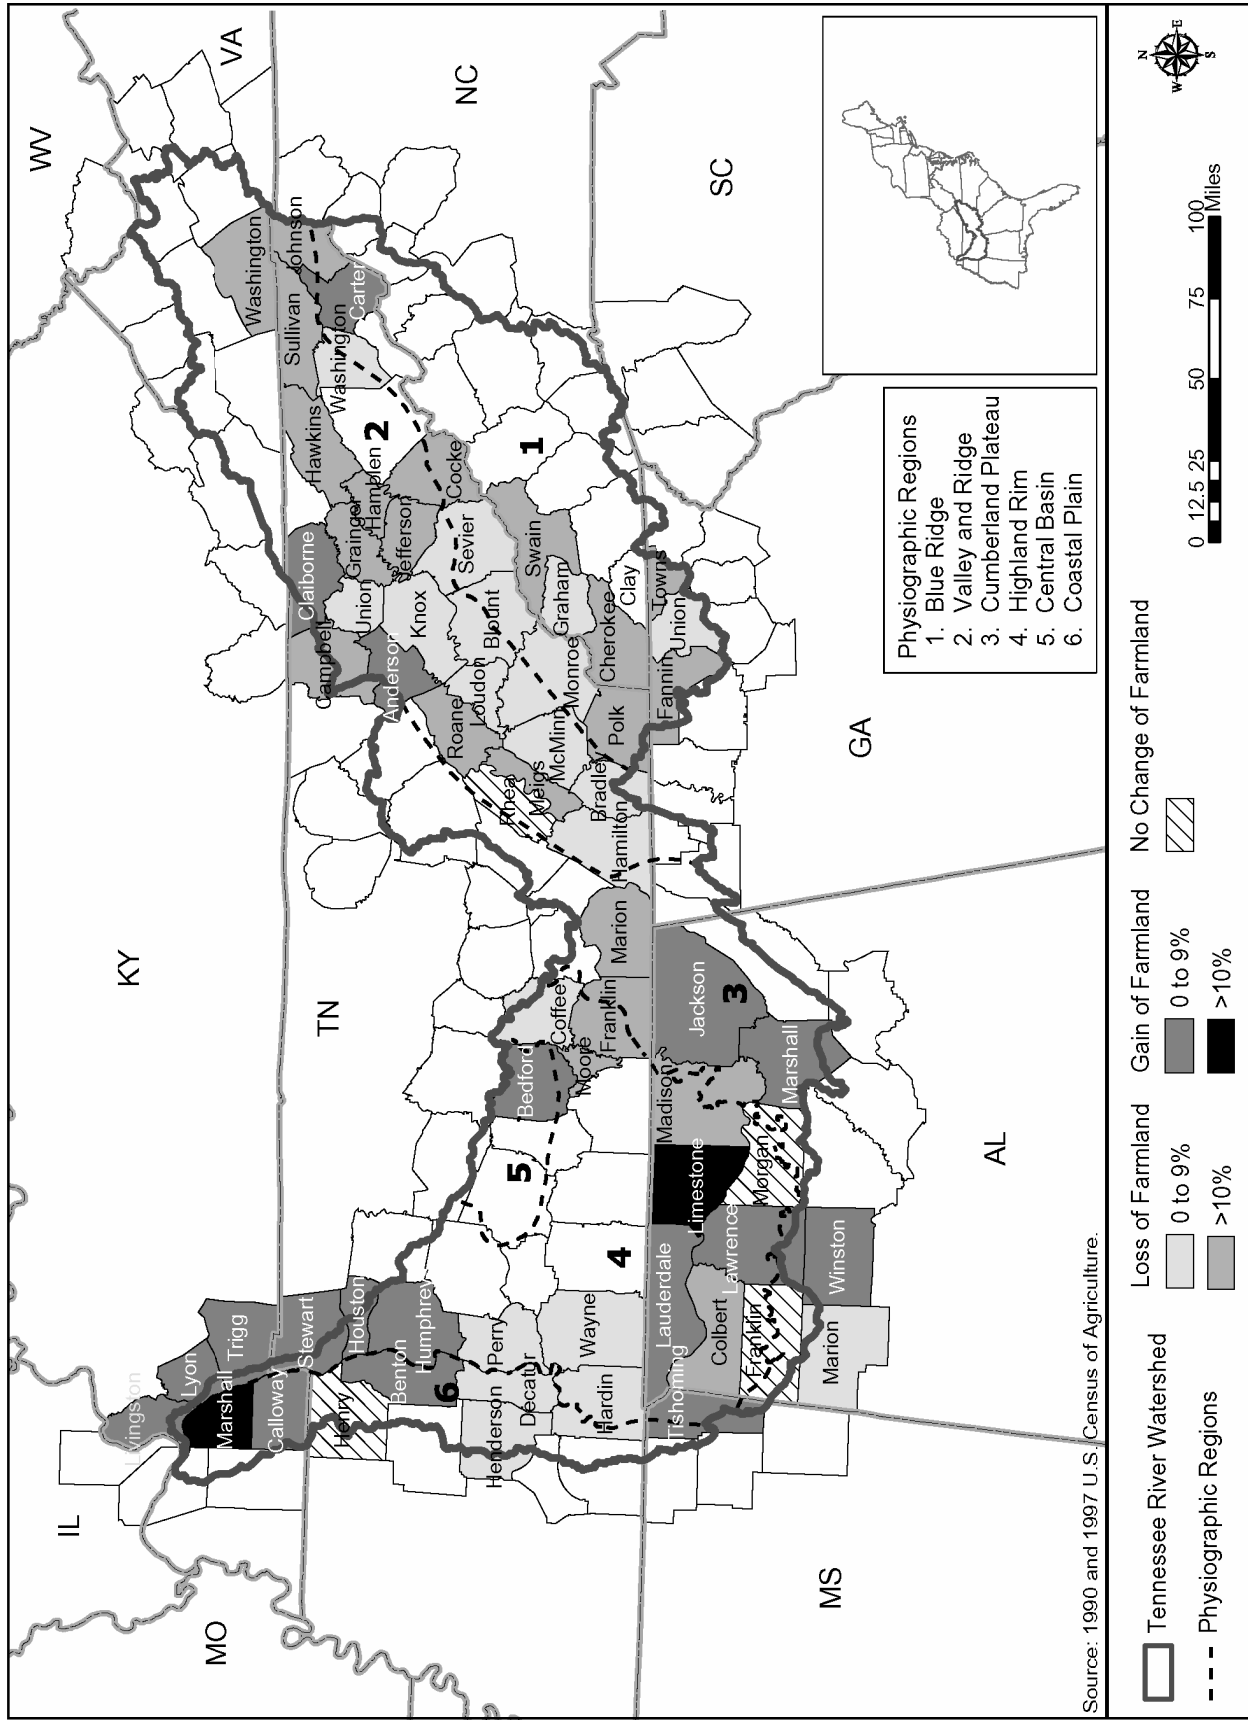 WV
VA
NC
SC
IL
KY
MO
TN
GA
AL
MS
Livingston
Lyon
Trigg
Marshall
Calloway
Stewart
Houston
Henry
Benton
Humphrey
6
Perry
Decatur
Henderson
Wayne
Hardin
4
5
Bedford
Coffee
Moore
Franklin
Marion
Tishoming
Lauderdale
Colbert
Lawrence
Limestone
Madison
Jackson
3
Morgan
Marshall
Franklin
Winston
Marion
Claiborne
Campbell
Anderson
Union
Grainger
Hamblen
Hawkins
Sullivan
Washington
Johnson
Carter
Washington
2
Jefferson
Knox
Cocke
Sevier
Blount
Loudon
Roane
Rhea
Meigs
McMinn
Monroe
Bradley
Hamilton
Polk
1
Swain
Graham
Cherokee
Clay
Towns
Union
Fannin
Physiographic Regions
1. Blue Ridge
2. Valley and Ridge
3. Cumberland Plateau
4. Highland Rim
5. Central Basin
6. Coastal Plain
Source: 1990 and 1997 U.S. Census of Agriculture.
Tennessee River Watershed
Physiographic Regions
Loss of Farmland
0 to 9%
>10%
Gain of Farmland
0 to 9%
>10%
No Change of Farmland
0 12.5 25 50 75 100
Miles
N
W E
S